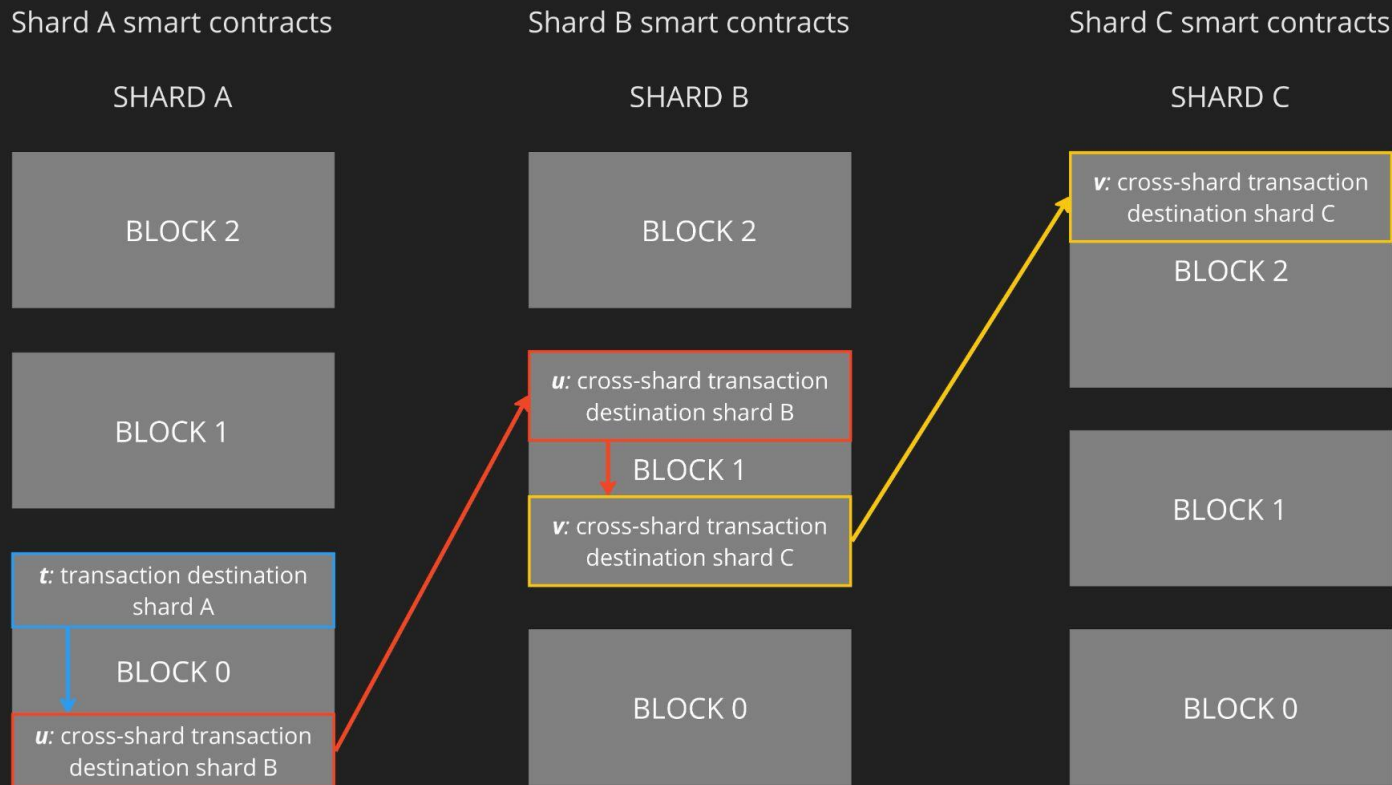 Shard A smart contracts
SHARD A
BLOCK 2
BLOCK 1
t: transaction destination
shard A
BLOCK 0
u: cross-shard transaction
destination shard B
Shard B smart contracts
SHARD B
BLOCK 2
u: cross-shard transaction
destination shard B
BLOCK 1
v: cross-shard transaction
destination shard C
BLOCK 0
Shard C smart contracts
SHARD C
v: cross-shard transaction
destination shard C
BLOCK 2
BLOCK 1
BLOCK 0